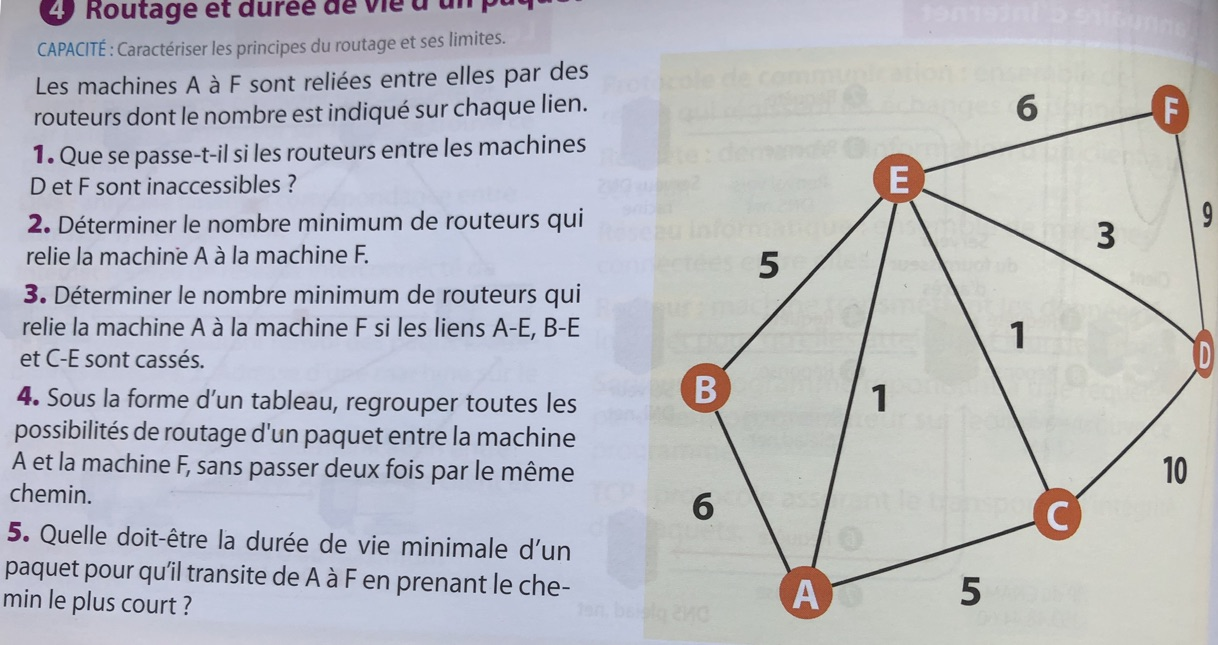 4 Routage et durée de vie d'un
CAPACITÉ : Caractériser les principes du routage et ses limites.
Les machines A à F sont reliées entre elles par des
routeurs dont le nombre est indiqué sur chaque lien.
1. Que se passe-t-il si les routeurs entre les machines
D et F sont inaccessibles ?
2. Déterminer le nombre minimum de routeurs qui
relie la machine A à la machine F.
3. Déterminer le nombre minimum de routeurs qui
relie la machine A à la machine F si les liens A-E, B-E
et C-E sont cassés.
4. Sous la forme d'un tableau, regrouper toutes les
possibilités de routage d'un paquet entre la machine
A et la machine F, sans passer deux fois par le même
chemin.
5. Quelle doit-être la durée de vie minimale d'un
paquet pour qu'il transite de A à F en prenant le che-
min le plus court ?
6
F
E
9
3
5
1
D
B
1
10
6
C
A
5